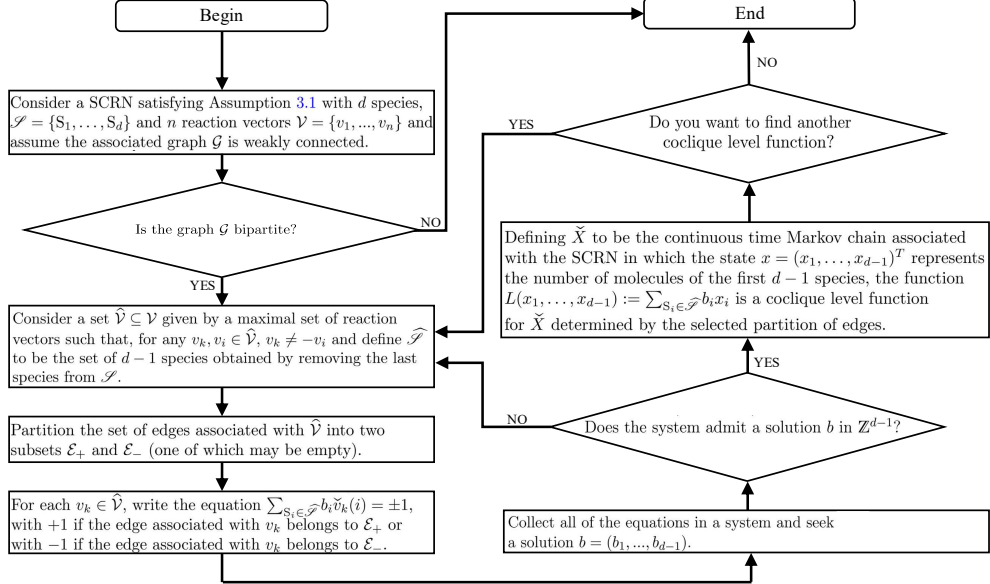 Begin
Consider a SCRN satisfying Assumption 3.1 with d species,
𝒮 = {S₁, . . . , S_d} and n reaction vectors 𝒱 = {v₁, ..., vₙ} and
assume the associated graph 𝒢 is weakly connected.
Is the graph 𝒢 bipartite?
NO
YES
Consider a set 𝒱̂ ⊆ 𝒱 given by a maximal set of reaction
vectors such that, for any vₖ, vᵢ ∈ 𝒱̂, vₖ ≠ −vᵢ and define 𝒮̂
to be the set of d − 1 species obtained by removing the last
species from 𝒮.
Partition the set of edges associated with 𝒱̂ into two
subsets ℰ₊ and ℰ₋ (one of which may be empty).
For each vₖ ∈ 𝒱̂, write the equation ∑_{Sᵢ∈𝒮̂} bᵢv̌ₖ(i) = ±1,
with +1 if the edge associated with vₖ belongs to ℰ₊ or
with −1 if the edge associated with vₖ belongs to ℰ₋.
Collect all of the equations in a system and seek
a solution b = (b₁, ..., b_{d−1}).
Does the system admit a solution b in ℤ^{d−1}?
NO
YES
Defining X̌ to be the continuous time Markov chain associated
with the SCRN in which the state x = (x₁, . . . , x_{d−1})^T represents
the number of molecules of the first d − 1 species, the function
L(x₁, . . . , x_{d−1}) := ∑_{Sᵢ∈𝒮̂} bᵢxᵢ is a coclique level function
for X̌ determined by the selected partition of edges.
Do you want to find another
coclique level function?
YES
NO
End